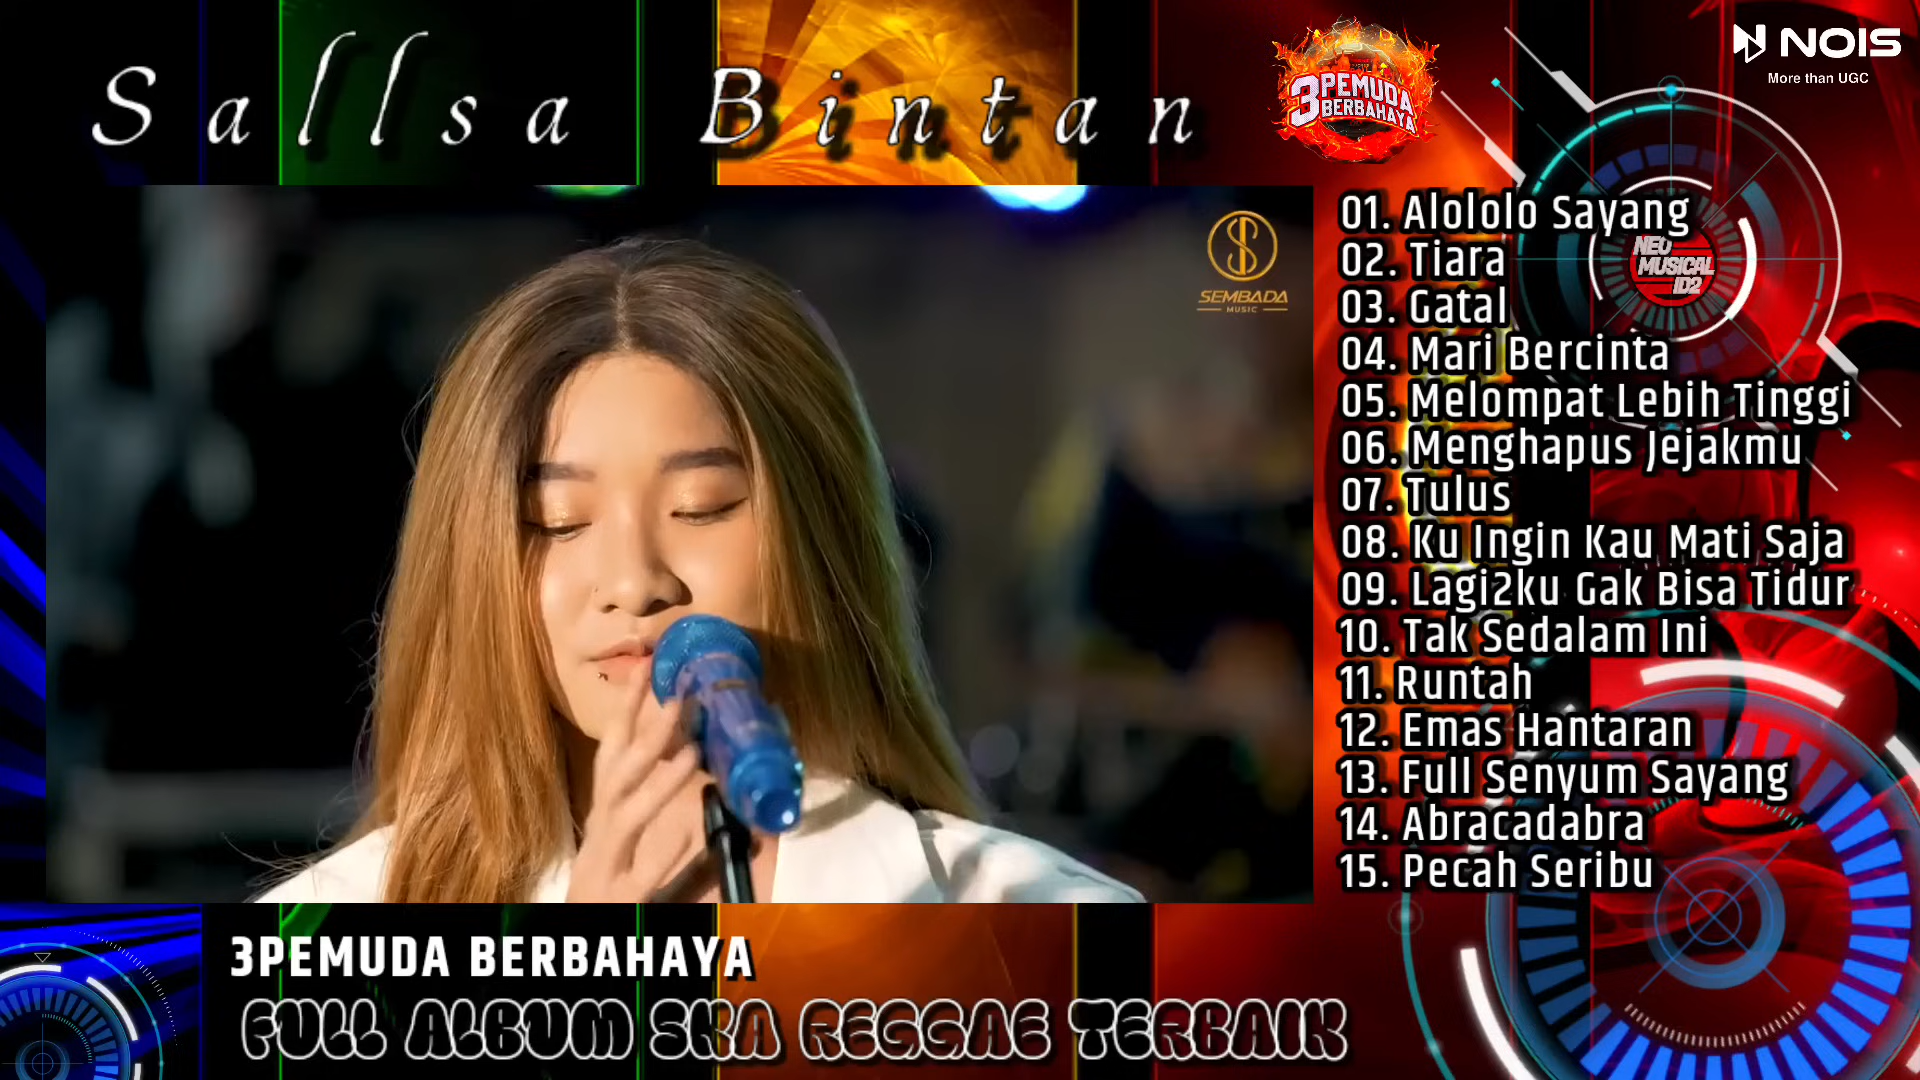 Sallsa Bintan
3PEMUDA
BERBAHAYA
NOIS
More than UGC
SEMBADA
MUSIC
NEO
MUSICAL
ID2
01. Alololo Sayang
02. Tiara
03. Gatal
04. Mari Bercinta
05. Melompat Lebih Tinggi
06. Menghapus Jejakmu
07. Tulus
08. Ku Ingin Kau Mati Saja
09. Lagi2ku Gak Bisa Tidur
10. Tak Sedalam Ini
11. Runtah
12. Emas Hantaran
13. Full Senyum Sayang
14. Abracadabra
15. Pecah Seribu
3PEMUDA BERBAHAYA
FULL ALBUM SKA REGGAE TERBAIK